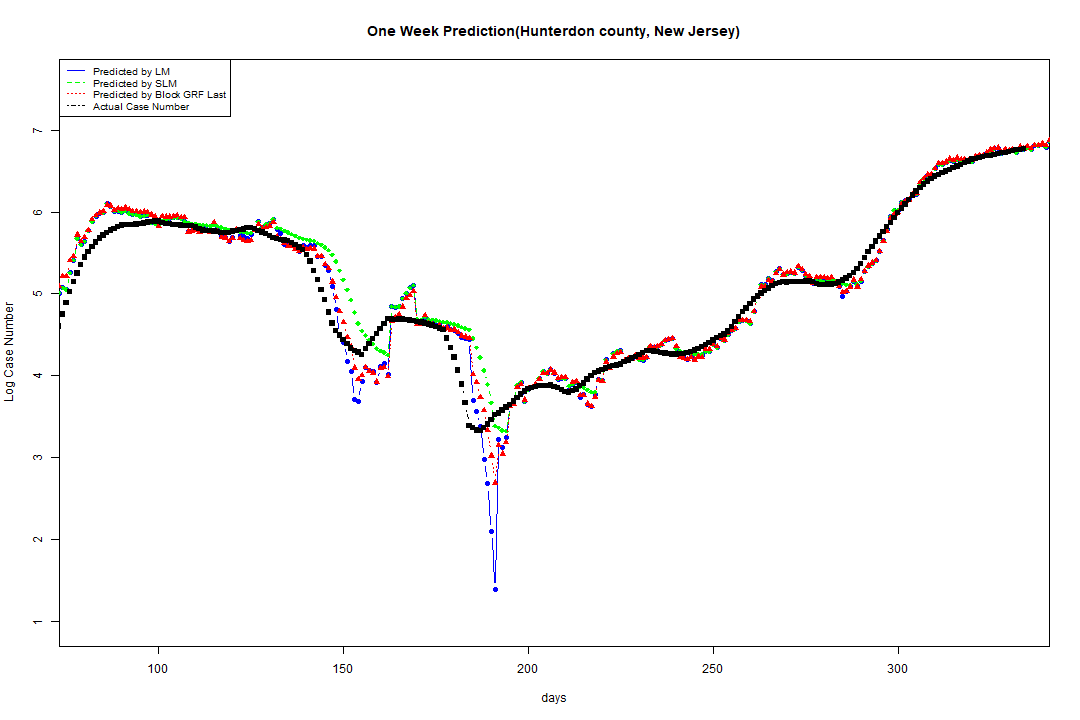 One Week Prediction(Hunterdon county, New Jersey)
Predicted by LM
Predicted by SLM
Predicted by Block GRF Last
Actual Case Number
7
6
5
4
3
2
1
Log Case Number
100 150 200 250 300
days